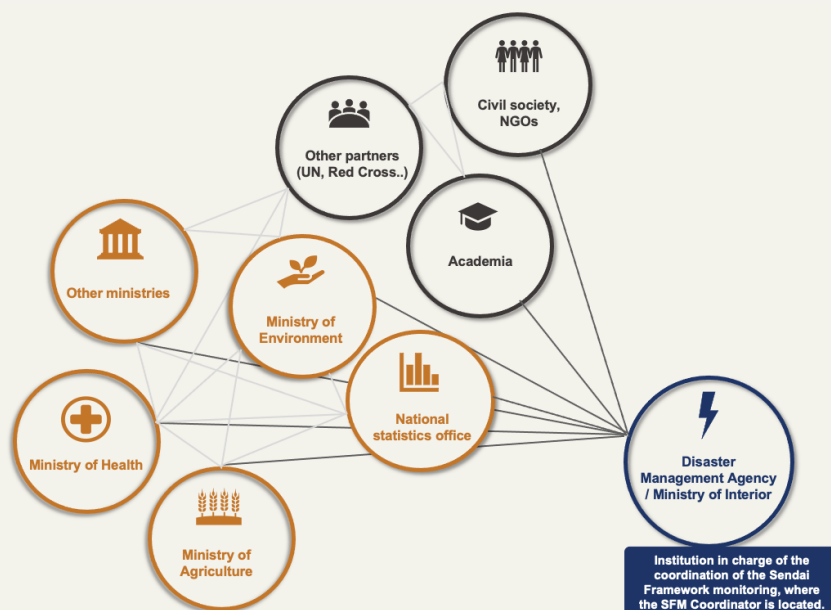 Civil society,
NGOs
Other partners
(UN, Red Cross..)
Academia
Other ministries
Ministry of
Environment
National
statistics office
Ministry of Health
Ministry of
Agriculture
Disaster
Management Agency
/ Ministry of Interior
Institution in charge of the
coordination of the Sendai
Framework monitoring, where
the SFM Coordinator is located.